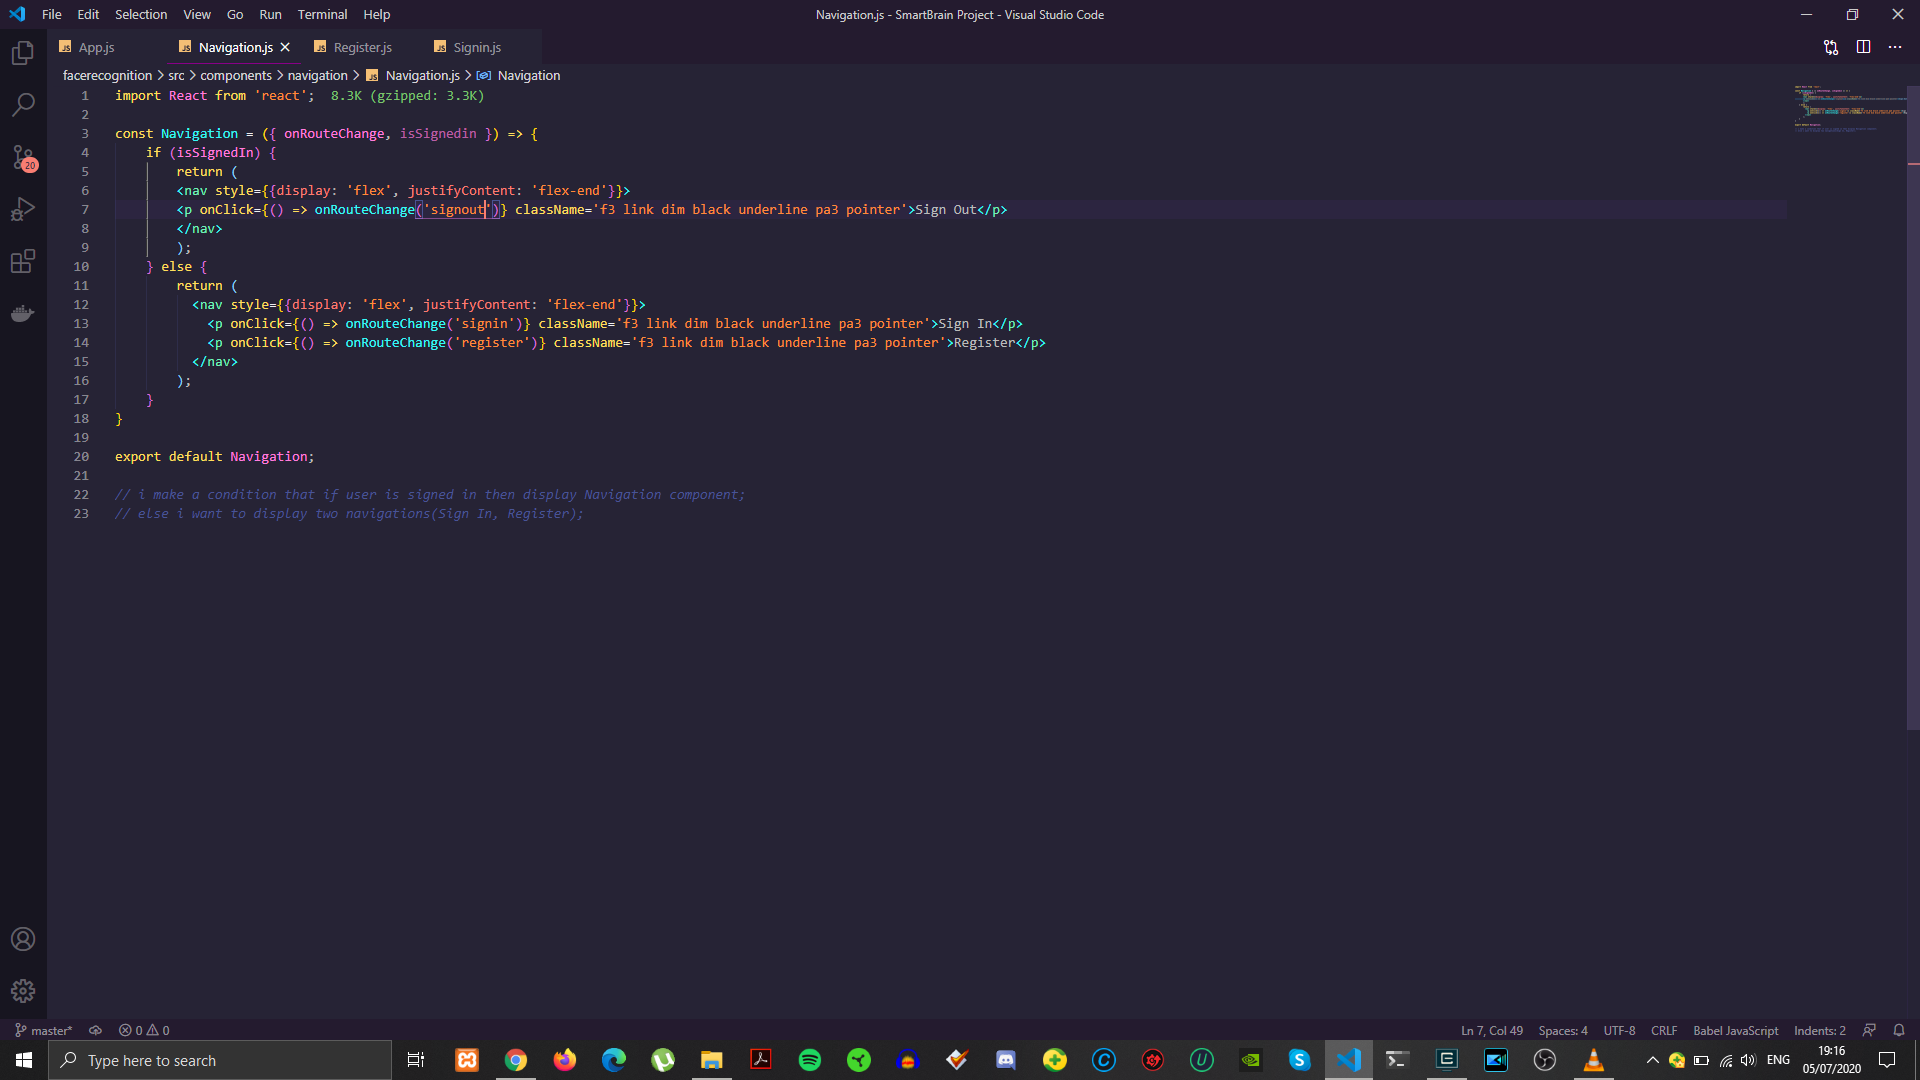 File Edit Selection View Go Run Terminal Help
Navigation.js - SmartBrain Project - Visual Studio Code
JS App.js JS Navigation.js JS Register.js JS Signin.js
facerecognition > src > components > navigation > JS Navigation.js > Navigation
1 import React from 'react'; 8.3K (gzipped: 3.3K)
2
3 const Navigation = ({ onRouteChange, isSignedin }) => {
4 if (isSignedIn) {
5 return (
6 <nav style={{display: 'flex', justifyContent: 'flex-end'}}>
7 <p onClick={() => onRouteChange('signout')} className='f3 link dim black underline pa3 pointer'>Sign Out</p>
8 </nav>
9 );
10 } else {
11 return (
12 <nav style={{display: 'flex', justifyContent: 'flex-end'}}>
13 <p onClick={() => onRouteChange('signin')} className='f3 link dim black underline pa3 pointer'>Sign In</p>
14 <p onClick={() => onRouteChange('register')} className='f3 link dim black underline pa3 pointer'>Register</p>
15 </nav>
16 );
17 }
18 }
19
20 export default Navigation;
21
22 // i make a condition that if user is signed in then display Navigation component;
23 // else i want to display two navigations(Sign In, Register);
20
master* 0 0
Ln 7, Col 49 Spaces: 4 UTF-8 CRLF Babel JavaScript Indents: 2
Type here to search
ENG
19:16
05/07/2020